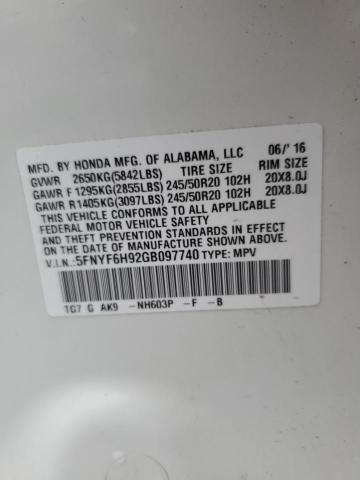 MFD. BY HONDA MFG. OF ALABAMA, LLC 06/'16
GVWR 2650KG(5842LBS) TIRE SIZE RIM SIZE
GAWR F 1295KG(2855LBS) 245/50R20 102H 20X8.0J
GAWR R 1405KG(3097LBS) 245/50R20 102H 20X8.0J
THIS VEHICLE CONFORMS TO ALL APPLICABLE
FEDERAL MOTOR VEHICLE SAFETY
AND THEFT PREVENTION STANDARDS IN EFFECT
ON THE DATE OF MANUFACTURE SHOWN ABOVE.
V.I.N.:5FNYF6H92GB097740 TYPE: MPV
TG7 G AK9 -NH603P -F -B